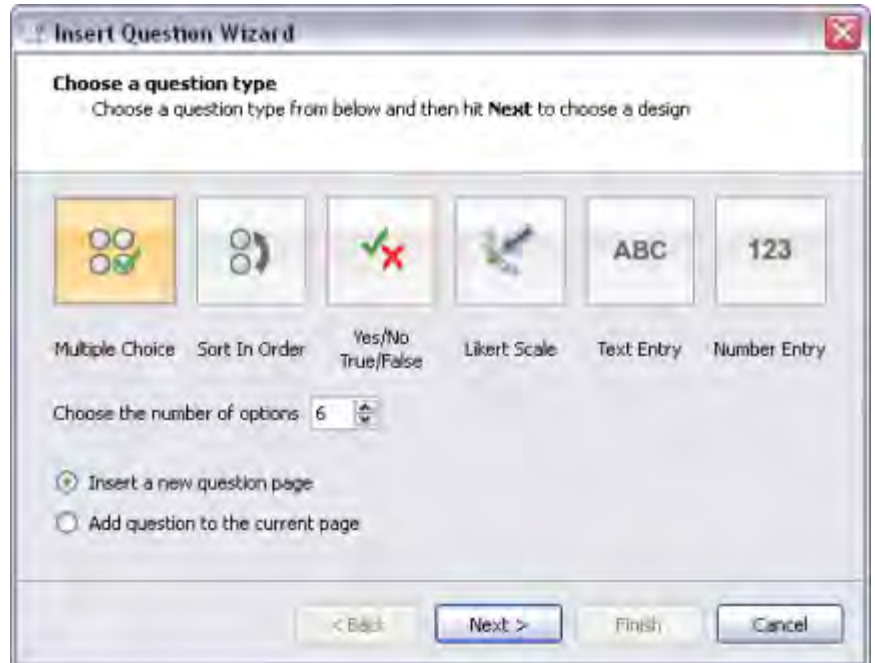 Insert Question Wizard
Choose a question type
Choose a question type from below and then hit Next to choose a design
ABC
123
Multiple Choice
Sort In Order
Yes/No
True/False
Likert Scale
Text Entry
Number Entry
Choose the number of options 6
Insert a new question page
Add question to the current page
< Back
Next >
Finish
Cancel